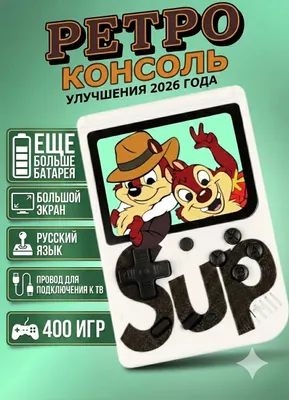 РЕТРО
КОНСОЛЬ
УЛУЧШЕНИЯ 2026 ГОДА
ЕЩЕ
БОЛЬШЕ
БАТАРЕЯ
БОЛЬШОЙ
ЭКРАН
РУССКИЙ
ЯЗЫК
ПРОВОД ДЛЯ
ПОДКЛЮЧЕНИЯ К ТВ
400 ИГР
Sup